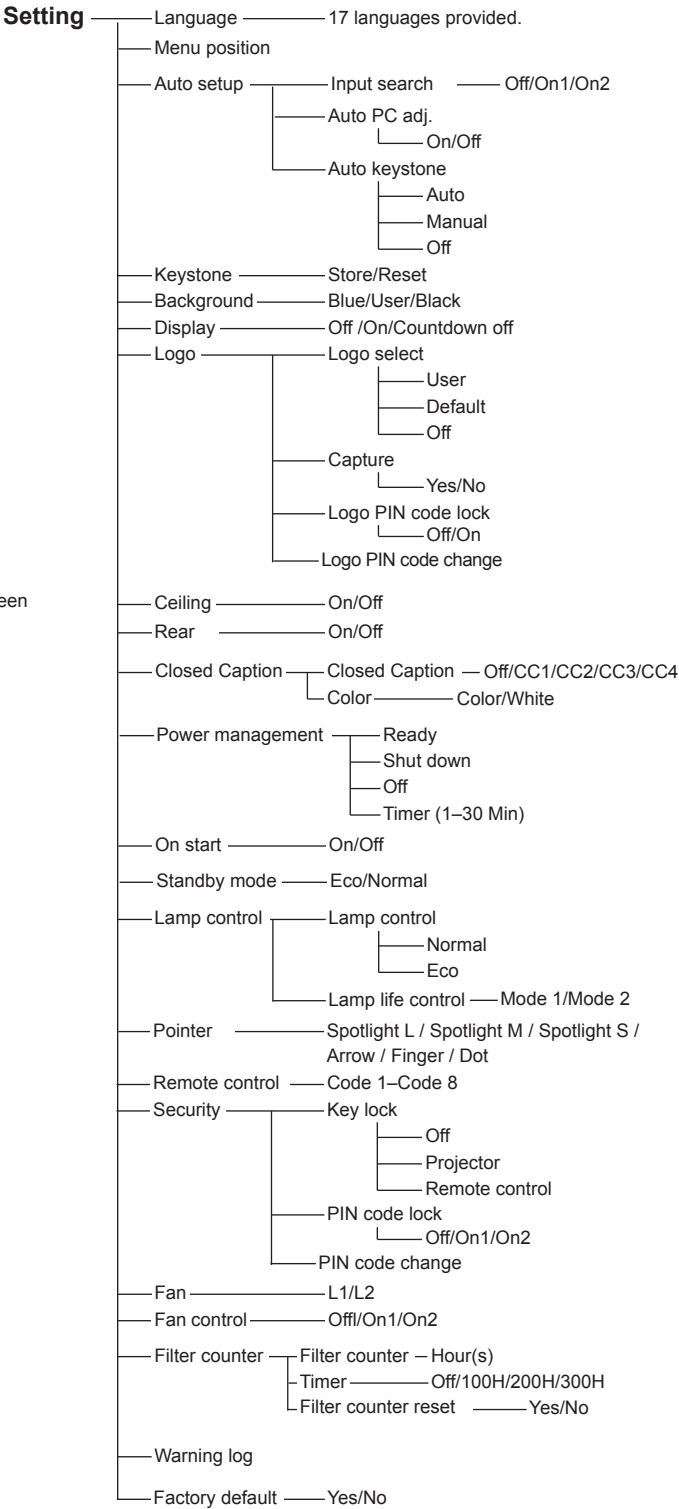 Setting Language 17 languages provided.
Menu position
Auto setup Input search Off/On1/On2
Auto PC adj.
On/Off
Auto keystone
Auto
Manual
Off
Keystone Store/Reset
Background Blue/User/Black
Display Off /On/Countdown off
Logo Logo select
User
Default
Off
Capture
Yes/No
Logo PIN code lock
Off/On
Logo PIN code change
een
Ceiling On/Off
Rear On/Off
Closed Caption Closed Caption Off/CC1/CC2/CC3/CC4
Color Color/White
Power management Ready
Shut down
Off
Timer (1–30 Min)
On start On/Off
Standby mode Eco/Normal
Lamp control Lamp control
Normal
Eco
Lamp life control Mode 1/Mode 2
Pointer Spotlight L / Spotlight M / Spotlight S /
Arrow / Finger / Dot
Remote control Code 1–Code 8
Security Key lock
Off
Projector
Remote control
PIN code lock
Off/On1/On2
PIN code change
Fan L1/L2
Fan control Offl/On1/On2
Filter counter Filter counter Hour(s)
Timer Off/100H/200H/300H
Filter counter reset Yes/No
Warning log
Factory default Yes/No